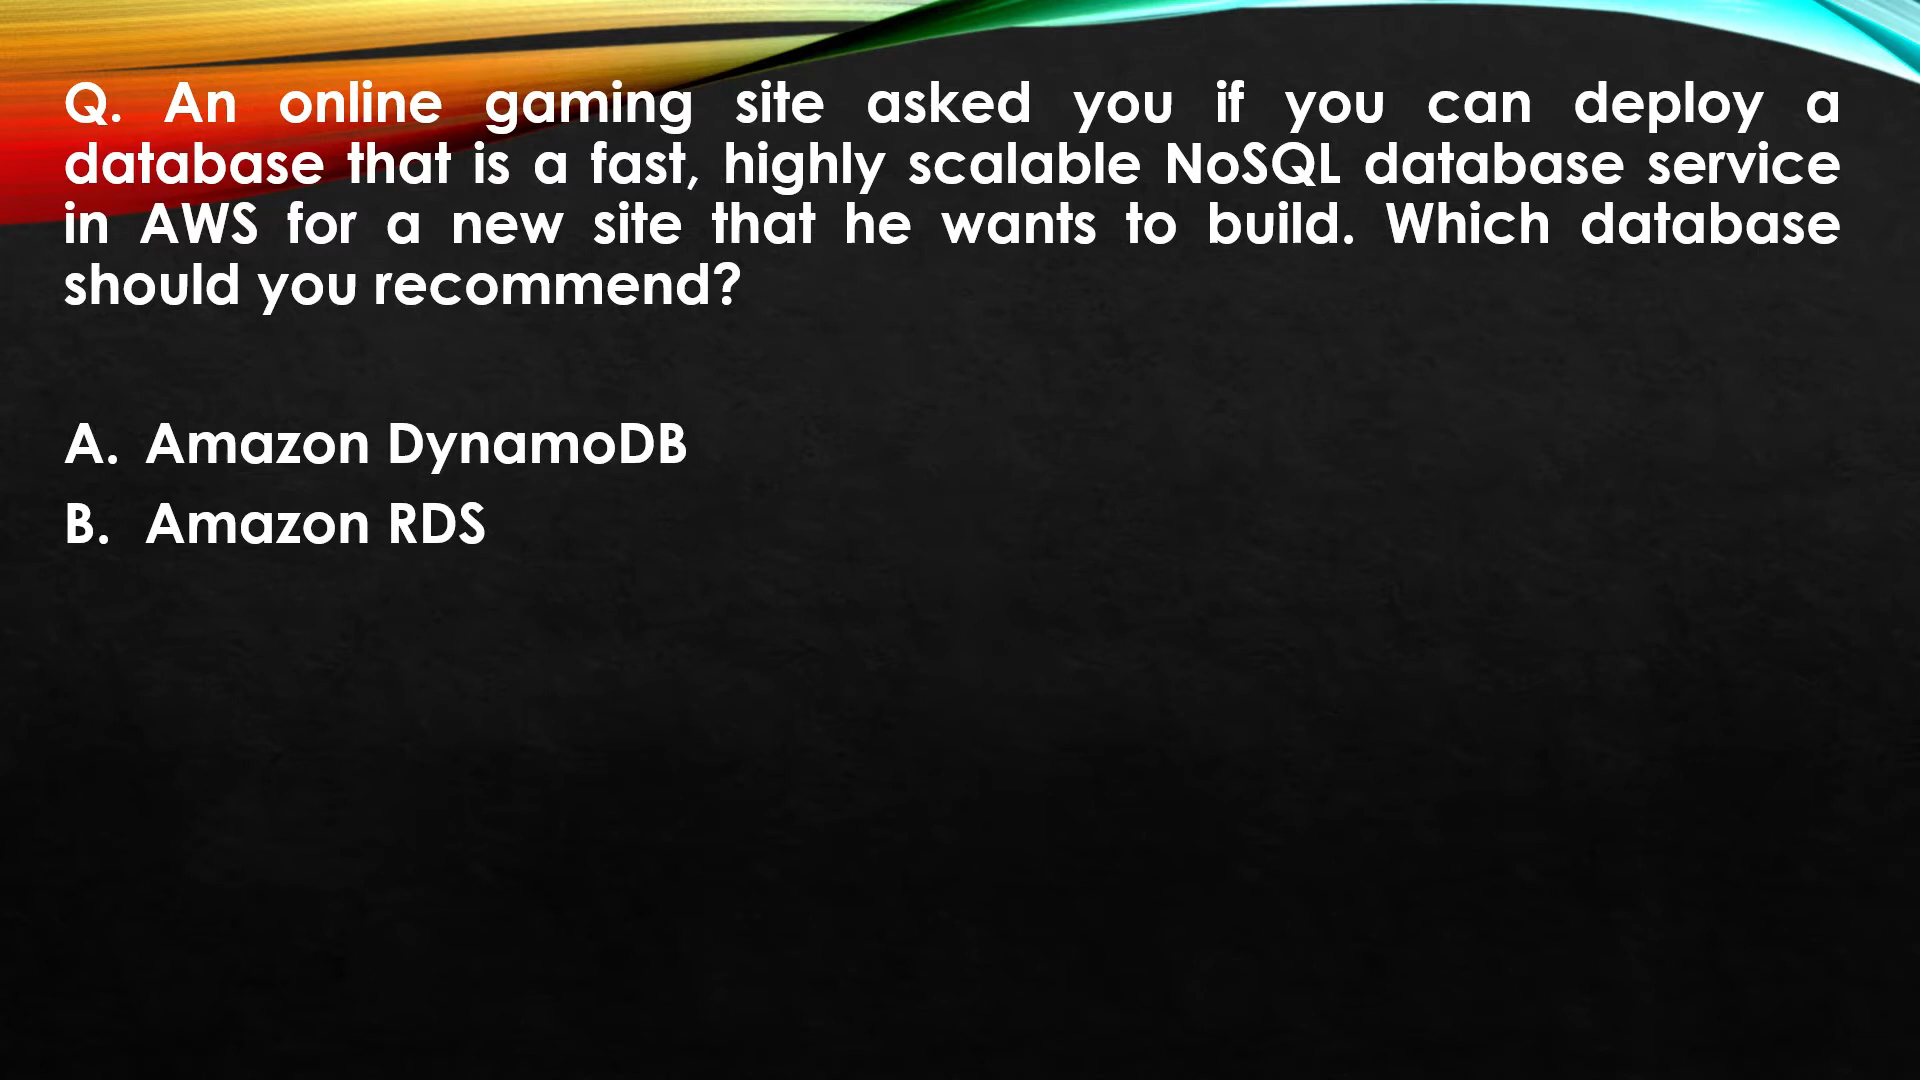 Q. An online gaming site asked you if you can deploy a
database that is a fast, highly scalable NoSQL database service
in AWS for a new site that he wants to build. Which database
should you recommend?
A. Amazon DynamoDB
B. Amazon RDS